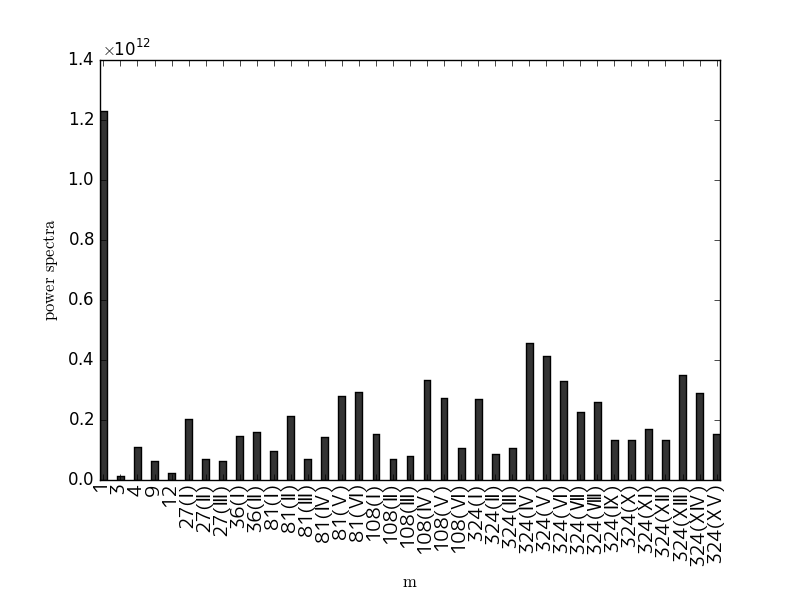 ×10¹²
1.4
1.2
1.0
0.8
0.6
0.4
0.2
0.0
power spectra
1
3
4
9
12
27(I)
27(II)
27(III)
36(I)
36(II)
81(I)
81(II)
81(III)
81(IV)
81(V)
81(VI)
108(I)
108(II)
108(III)
108(IV)
108(V)
108(VI)
324(I)
324(II)
324(III)
324(IV)
324(V)
324(VI)
324(VII)
324(VIII)
324(IX)
324(X)
324(XI)
324(XII)
324(XIII)
324(XIV)
324(XV)
m